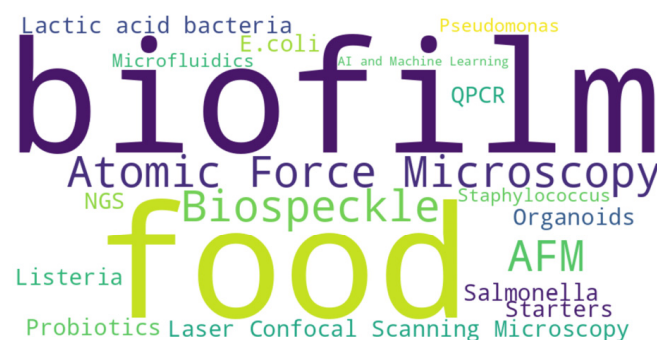 Lactic acid bacteria
Pseudomonas
E.coli
Microfluidics
AI and Machine Learning
biofilm
QPCR
Atomic Force Microscopy
NGS
Biospeckle
Staphylococcus
Organoids
food
AFM
Listeria
Salmonella
Starters
Probiotics
Laser Confocal Scanning Microscopy